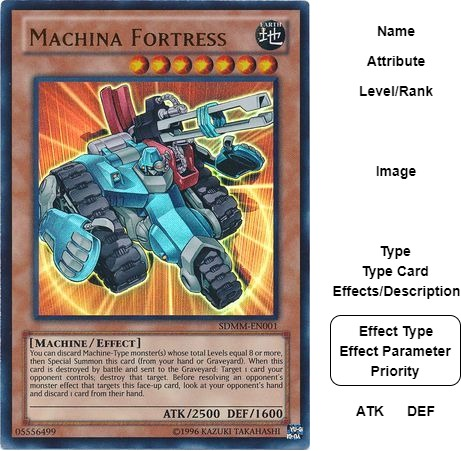 MACHINA FORTRESS
EARTH
地
Name
Attribute
Level/Rank
Image
SDMM-EN001
Type
Type Card
Effects/Description
[MACHINE/EFFECT]
You can discard Machine-Type monster(s) whose total Levels equal 8 or more,
then Special Summon this card (from your hand or Graveyard). When this
card is destroyed by battle and sent to the Graveyard: Target 1 card your
opponent controls; destroy that target. Before resolving an opponent's
monster effect that targets this face-up card, look at your opponent's hand
and discard 1 card from their hand.
Effect Type
Effect Parameter
Priority
ATK/2500 DEF/1600
ATK DEF
05556499
©1996 KAZUKI TAKAHASHI